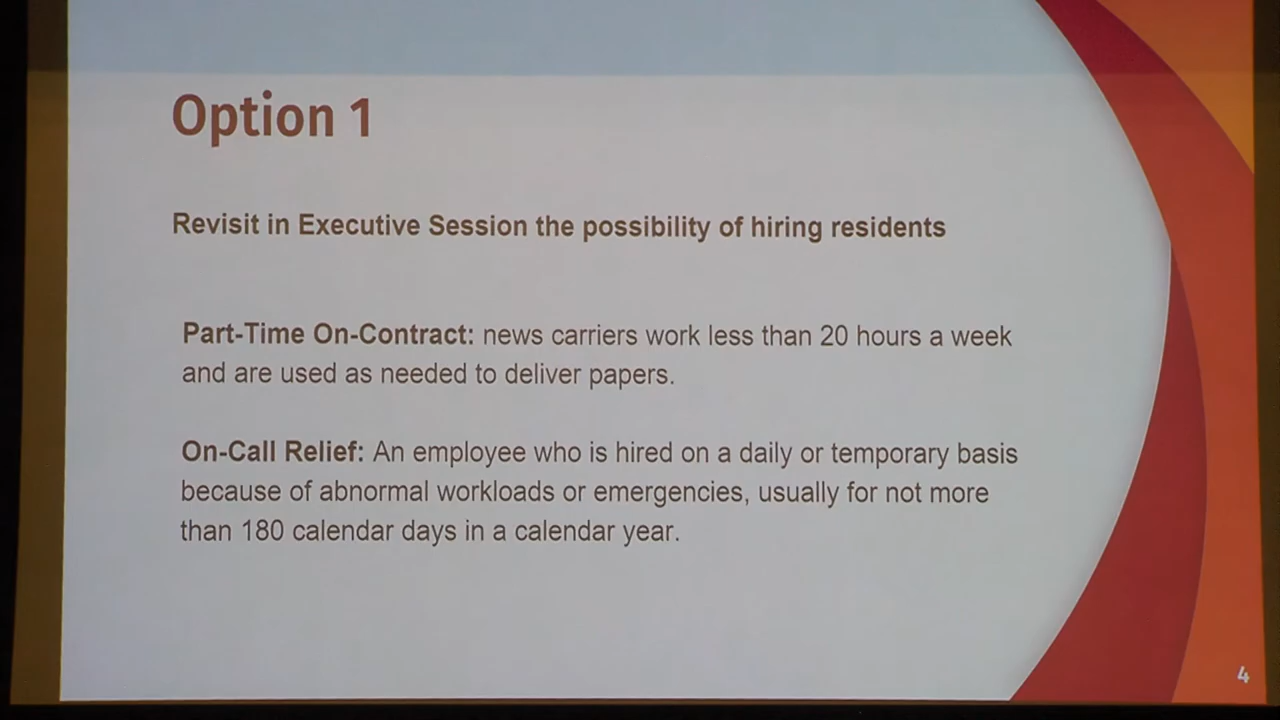 Option 1
Revisit in Executive Session the possibility of hiring residents
Part-Time On-Contract: news carriers work less than 20 hours a week
and are used as needed to deliver papers.
On-Call Relief: An employee who is hired on a daily or temporary basis
because of abnormal workloads or emergencies, usually for not more
than 180 calendar days in a calendar year.
4